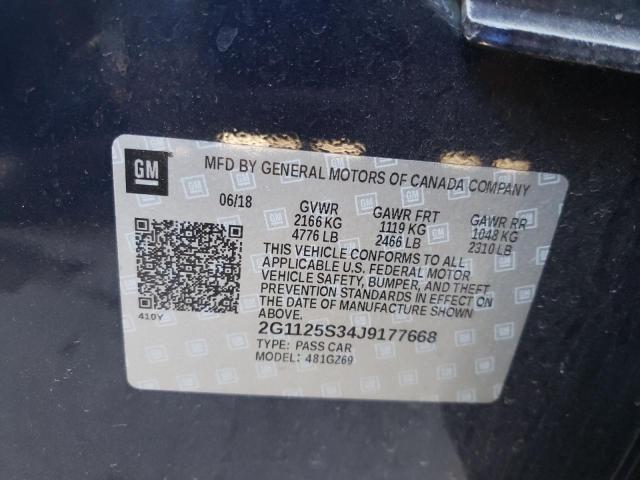 GM
MFD BY GENERAL MOTORS OF CANADA COMPANY
06/18 GVWR GAWR FRT GAWR RR
2166 KG 1119 KG 1048 KG
4776 LB 2466 LB 2310 LB
THIS VEHICLE CONFORMS TO ALL
APPLICABLE U.S. FEDERAL MOTOR
VEHICLE SAFETY, BUMPER, AND THEFT
PREVENTION STANDARDS IN EFFECT ON
THE DATE OF MANUFACTURE SHOWN
ABOVE.
410Y
2G1125S34J9177668
TYPE: PASS CAR
MODEL: 481GZ69